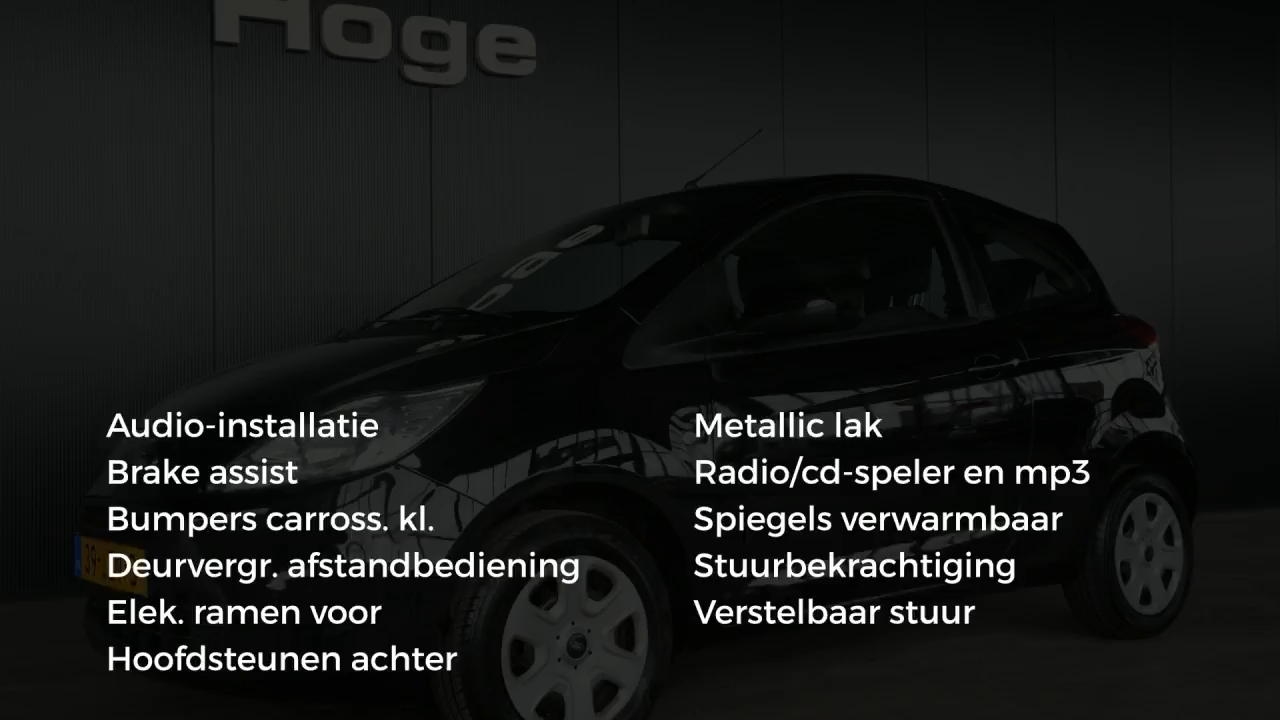 Hoge
Audio-installatie
Brake assist
Bumpers carross. kl.
Deurvergr. afstandbediening
Elek. ramen voor
Hoofdsteunen achter
Metallic lak
Radio/cd-speler en mp3
Spiegels verwarmbaar
Stuurbekrachtiging
Verstelbaar stuur